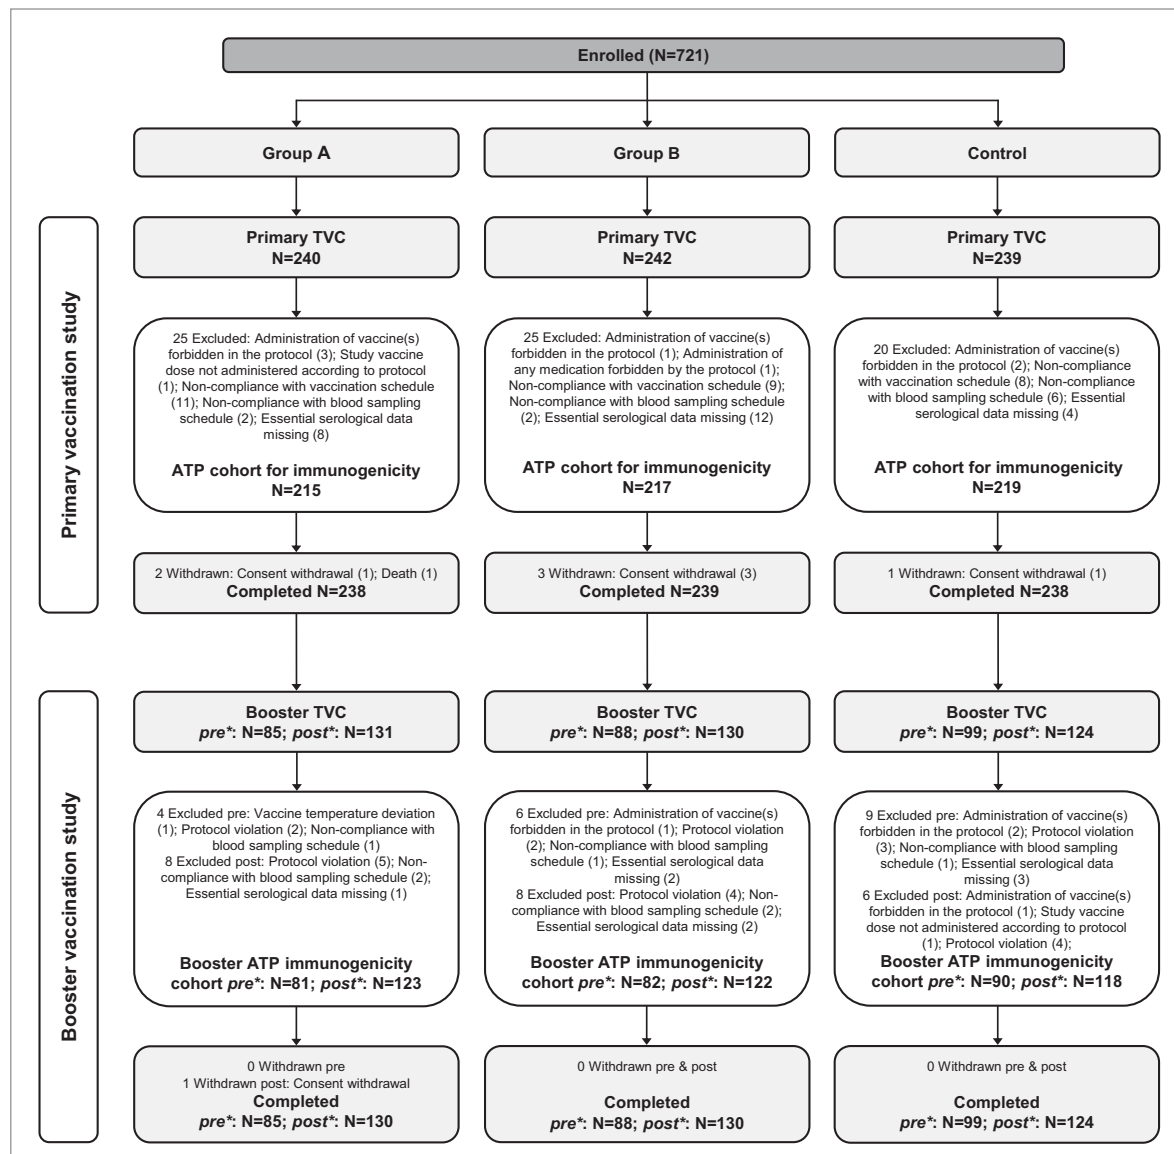 Enrolled (N=721)
Group A
Group B
Control
Primary vaccination study
Primary TVC
N=240
Primary TVC
N=242
Primary TVC
N=239
25 Excluded: Administration of vaccine(s)
forbidden in the protocol (3); Study vaccine
dose not administered according to protocol
(1); Non-compliance with vaccination schedule
(11); Non-compliance with blood sampling
schedule (2); Essential serological data
missing (8)
ATP cohort for immunogenicity
N=215
25 Excluded: Administration of vaccine(s)
forbidden in the protocol (1); Administration of
any medication forbidden by the protocol (1);
Non-compliance with vaccination schedule (9);
Non-compliance with blood sampling schedule
(2); Essential serological data missing (12)
ATP cohort for immunogenicity
N=217
20 Excluded: Administration of vaccine(s)
forbidden in the protocol (2); Non-compliance
with vaccination schedule (8); Non-compliance
with blood sampling schedule (6); Essential
serological data missing (4)
ATP cohort for immunogenicity
N=219
2 Withdrawn: Consent withdrawal (1); Death (1)
Completed N=238
3 Withdrawn: Consent withdrawal (3)
Completed N=239
1 Withdrawn: Consent withdrawal (1)
Completed N=238
Booster vaccination study
Booster TVC
pre*: N=85; post*: N=131
Booster TVC
pre*: N=88; post*: N=130
Booster TVC
pre*: N=99; post*: N=124
4 Excluded pre: Vaccine temperature deviation
(1); Protocol violation (2); Non-compliance with
blood sampling schedule (1)
8 Excluded post: Protocol violation (5); Non-
compliance with blood sampling schedule (2);
Essential serological data missing (1)
Booster ATP immunogenicity
cohort pre*: N=81; post*: N=123
6 Excluded pre: Administration of vaccine(s)
forbidden in the protocol (1); Protocol violation
(2); Non-compliance with blood sampling
schedule (1); Essential serological data
missing (2)
8 Excluded post: Protocol violation (4); Non-
compliance with blood sampling schedule (2);
Essential serological data missing (2)
Booster ATP immunogenicity
cohort pre*: N=82; post*: N=122
9 Excluded pre: Administration of vaccine(s)
forbidden in the protocol (2); Protocol violation
(3); Non-compliance with blood sampling
schedule (1); Essential serological data
missing (3)
6 Excluded post: Administration of vaccine(s)
forbidden in the protocol (1); Study vaccine
dose not administered according to protocol
(1); Protocol violation (4);
Booster ATP immunogenicity
cohort pre*: N=90; post*: N=118
0 Withdrawn pre
1 Withdrawn post: Consent withdrawal
Completed
pre*: N=85; post*: N=130
0 Withdrawn pre & post
Completed
pre*: N=88; post*: N=130
0 Withdrawn pre & post
Completed
pre*: N=99; post*: N=124